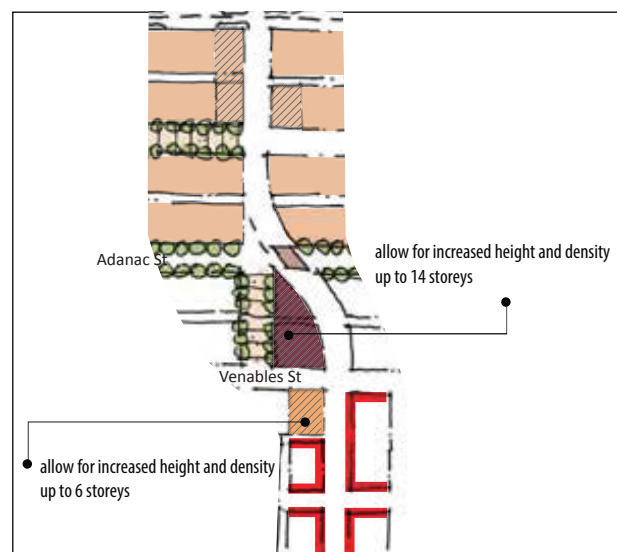 Adanac St
allow for increased height and density
up to 14 storeys
Venables St
allow for increased height and density
up to 6 storeys